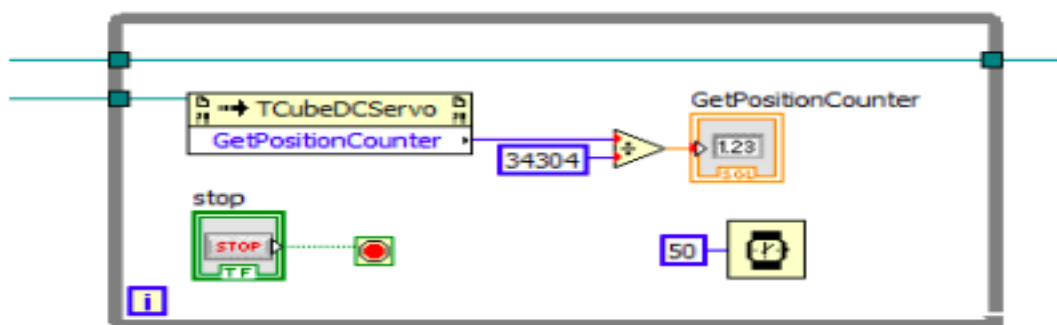 TCubeDCServo
GetPositionCounter
34304
÷
GetPositionCounter
1.23
stop
STOP
TF
50
i